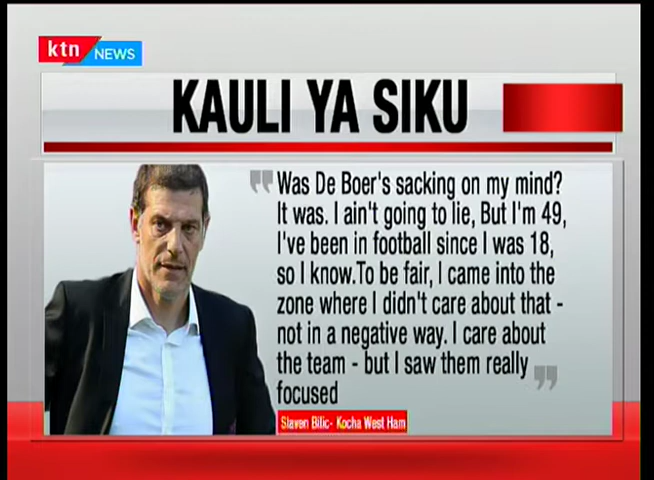 ktn NEWS
KAULI YA SIKU
Was De Boer's sacking on my mind?
It was. I ain't going to lie, But I'm 49,
I've been in football since I was 18,
so I know.To be fair, I came into the
zone where I didn't care about that -
not in a negative way. I care about
the team - but I saw them really
focused
Slaven Bilic- Kocha West Ham